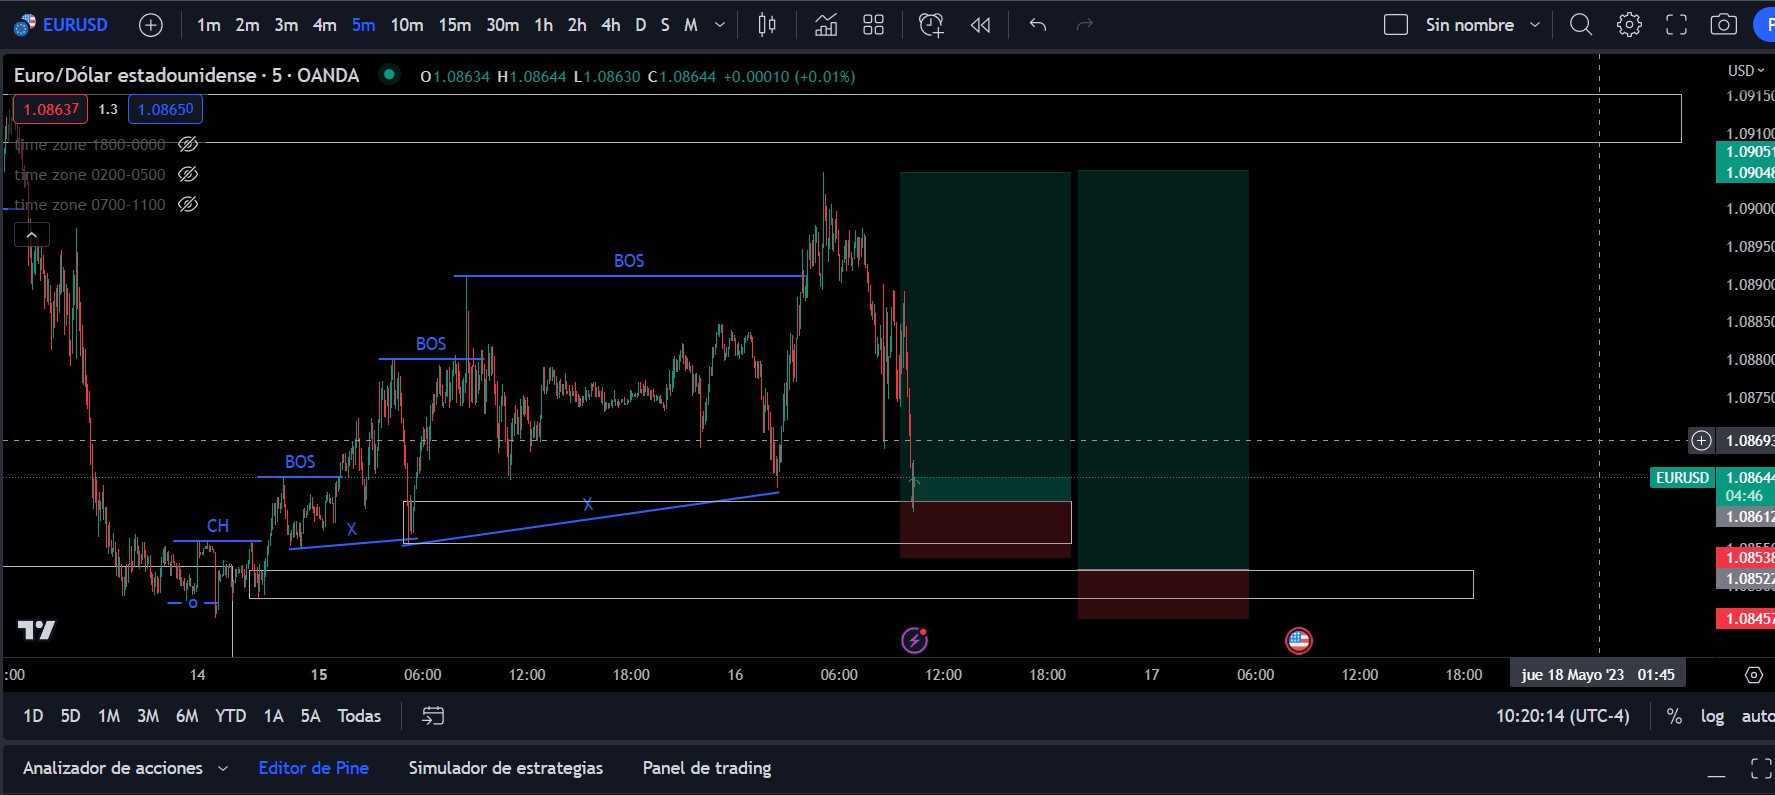 EURUSD 1m 2m 3m 4m 5m 10m 15m 30m 1h 2h 4h D S M Sin nombre
Euro/Dólar estadounidense · 5 · OANDA O1.08634 H1.08644 L1.08630 C1.08644 +0.00010 (+0.01%)
USD
1.08637 1.3 1.08650
time zone 1800-0000
time zone 0200-0500
time zone 0700-1100
1.09150
1.09100
1.09051
1.09048
1.09000
1.08950
1.08900
1.08850
1.08800
1.08750
1.08693
EURUSD 1.08644
04:46
1.08612
1.08538
1.08522
1.08457
BOS
BOS
BOS
X
X
CH
o
:00 14 15 06:00 12:00 18:00 16 06:00 12:00 18:00 17 06:00 12:00 18:00 jue 18 Mayo '23 01:45
1D 5D 1M 3M 6M YTD 1A 5A Todas 10:20:14 (UTC-4) % log auto
Analizador de acciones Editor de Pine Simulador de estrategias Panel de trading